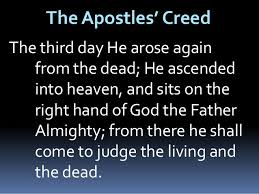 The Apostles' Creed
The third day He arose again
from the dead; He ascended
into heaven, and sits on the
right hand of God the Father
Almighty; from there he shall
come to judge the living and
the dead.